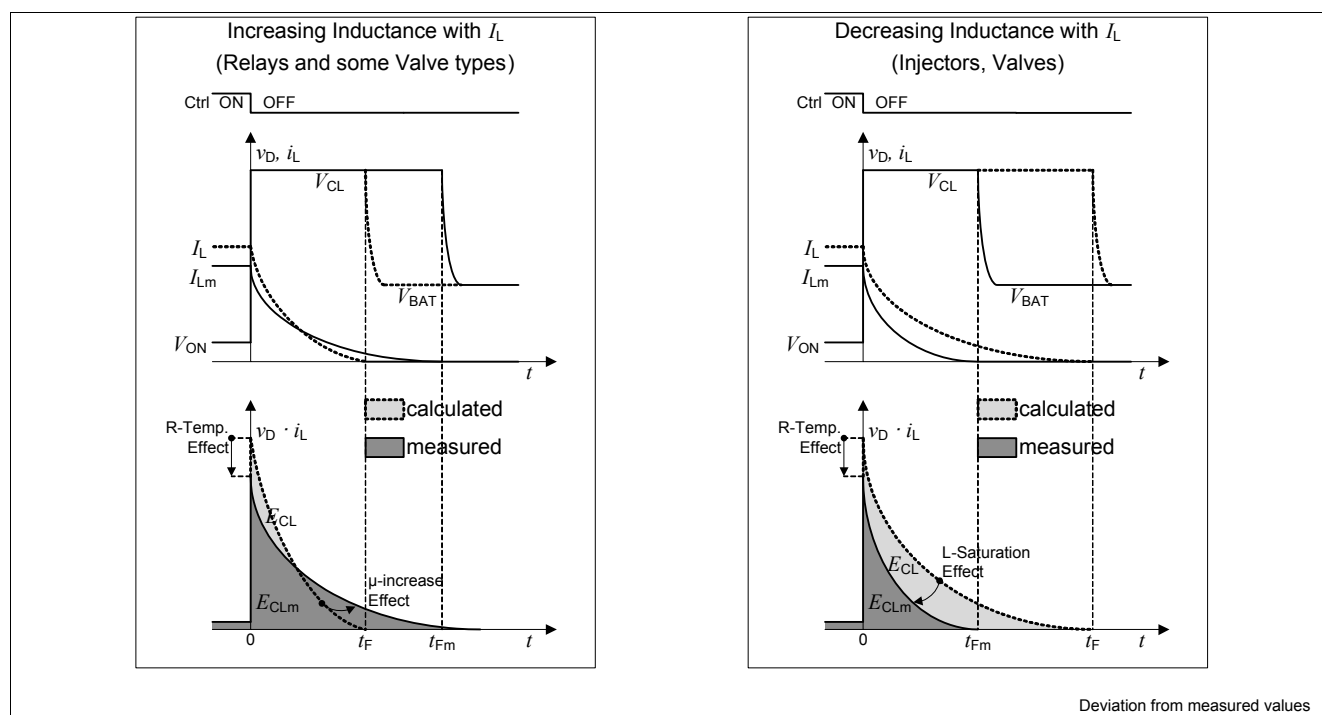 Increasing Inductance with IL
(Relays and some Valve types)
Ctrl ON OFF
vD, iL
VCL
IL
ILm
VBAT
VON
t
calculated
measured
R-Temp. Effect
vD · iL
ECL
µ-increase Effect
ECLm
0
tF
tFm
t
Decreasing Inductance with IL
(Injectors, Valves)
Ctrl ON OFF
vD, iL
VCL
IL
ILm
VBAT
VON
t
calculated
measured
R-Temp. Effect
vD · iL
L-Saturation Effect
ECL
ECLm
0
tFm
tF
t
Deviation from measured values